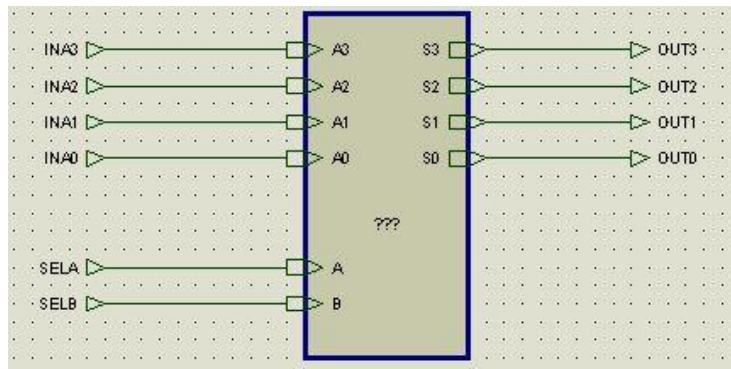 INA3 A3 S3 OUT3
INA2 A2 S2 OUT2
INA1 A1 S1 OUT1
INA0 A0 S0 OUT0
???
SELA A
SELB B